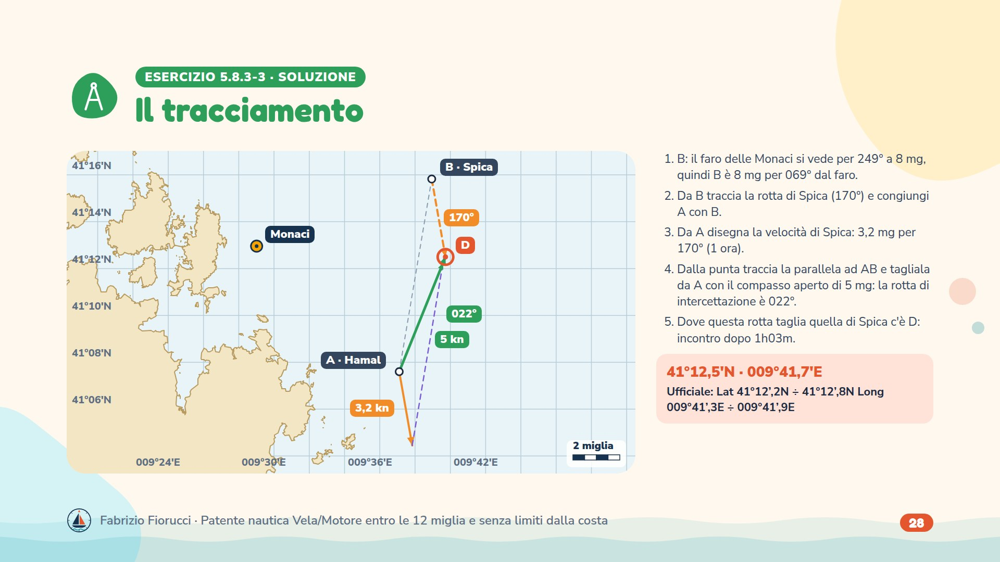 ESERCIZIO 5.8.3-3 · SOLUZIONE
Il tracciamento
41°16'N
41°14'N
41°12'N
41°10'N
41°08'N
41°06'N
009°24'E
009°30'E
009°36'E
009°42'E
B · Spica
170°
D
Monaci
022°
5 kn
A · Hamal
3,2 kn
2 miglia
1. B: il faro delle Monaci si vede per 249° a 8 mg,
quindi B è 8 mg per 069° dal faro.
2. Da B traccia la rotta di Spica (170°) e congiungi
A con B.
3. Da A disegna la velocità di Spica: 3,2 mg per
170° (1 ora).
4. Dalla punta traccia la parallela ad AB e tagliala
da A con il compasso aperto di 5 mg: la rotta di
intercettazione è 022°.
5. Dove questa rotta taglia quella di Spica c'è D:
incontro dopo 1h03m.
41°12,5'N · 009°41,7'E
Ufficiale: Lat 41°12’,2N ÷ 41°12’,8N Long
009°41’,3E ÷ 009°41’,9E
Fabrizio Fiorucci · Patente nautica Vela/Motore entro le 12 miglia e senza limiti dalla costa
28